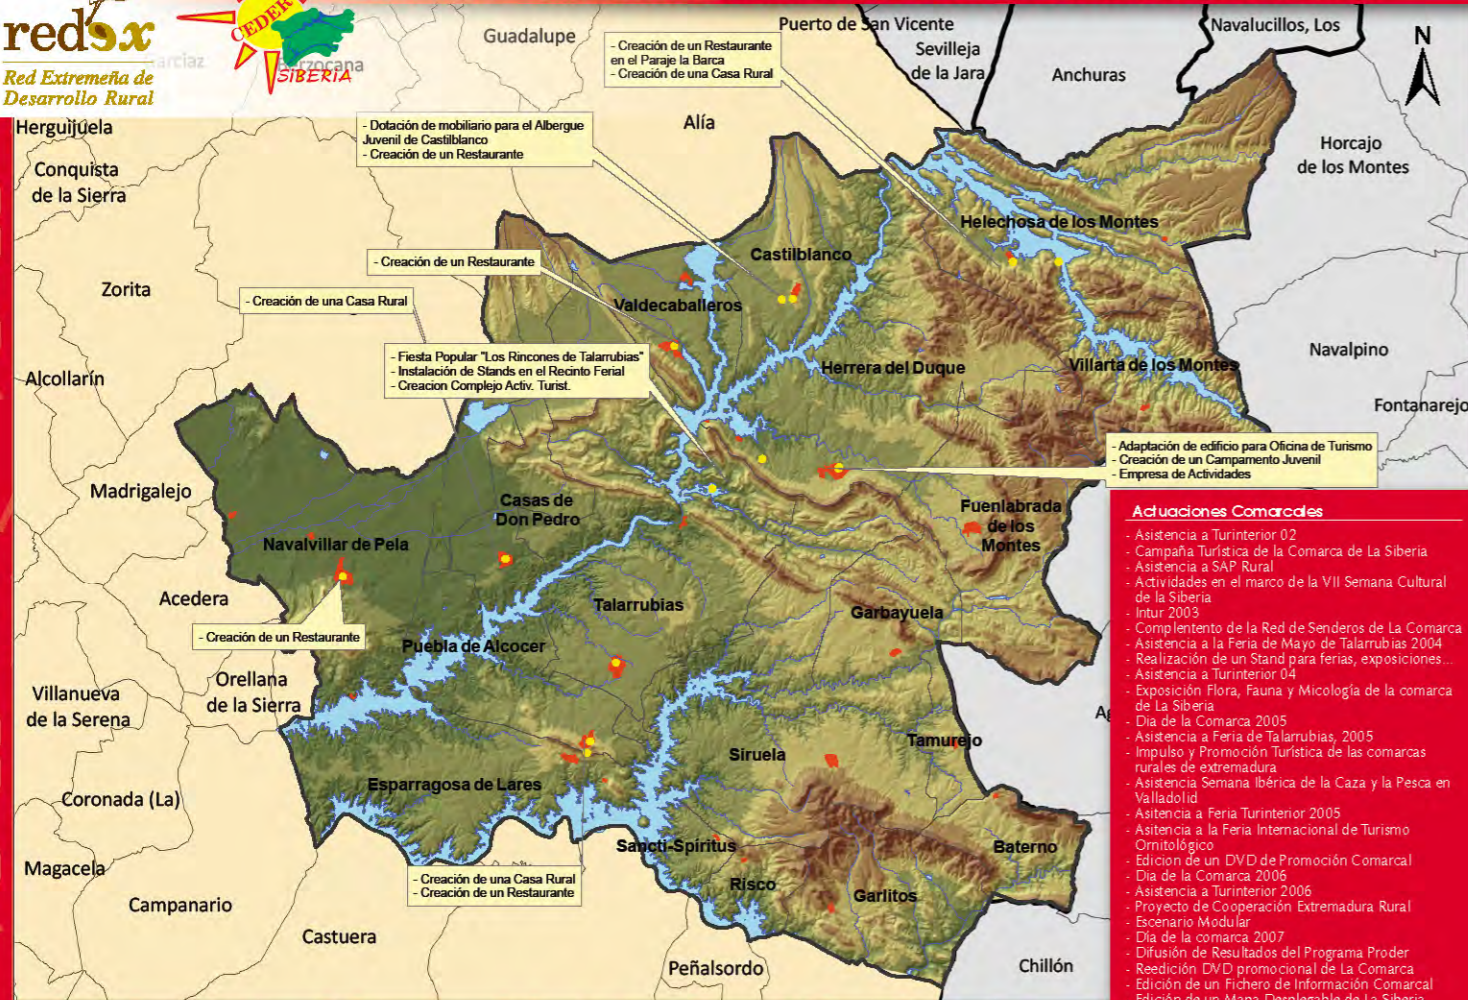 redex
Red Extremeña de
Desarrollo Rural
CEDER
SIBERIA
Garciaz
Berzocana
Guadalupe
Puerto de San Vicente
Sevilleja
de la Jara
Navalucillos, Los
Anchuras
N
Horcajo
de los Montes
Alía
Herguijuela
Conquista
de la Sierra
Zorita
Alcollarín
Madrigalejo
Acedera
Villanueva
de la Serena
Orellana
de la Sierra
Coronada (La)
Magacela
Campanario
Castuera
Peñalsordo
Chillón
Navalpino
Fontanarejo
- Creación de un Restaurante
en el Paraje la Barca
- Creación de una Casa Rural
- Dotación de mobiliario para el Albergue
Juvenil de Castilblanco
- Creación de un Restaurante
- Creación de un Restaurante
- Creación de una Casa Rural
- Fiesta Popular "Los Rincones de Talarrubias"
- Instalación de Stands en el Recinto Ferial
- Creacion Complejo Activ. Turist.
- Adaptación de edificio para Oficina de Turismo
- Creación de un Campamento Juvenil
- Empresa de Actividades
- Creación de un Restaurante
- Creación de una Casa Rural
- Creación de un Restaurante
Helechosa de los Montes
Castilblanco
Valdecaballeros
Herrera del Duque
Villarta de los Montes
Casas de
Don Pedro
Fuenlabrada
de los
Montes
Navalvillar de Pela
Talarrubias
Garbayuela
Puebla de Alcocer
Siruela
Tamurejo
Esparragosa de Lares
Sancti-Spíritus
Risco
Garlitos
Baterno
Actuaciones Comarcales
- Asistencia a Turinterior 02
- Campaña Turística de la Comarca de La Siberia
- Asistencia a SAP Rural
- Actividades en el marco de la VII Semana Cultural
de la Siberia
- Intur 2003
- Complentento de la Red de Senderos de La Comarca
- Asistencia a la Feria de Mayo de Talarrubias 2004
- Realización de un Stand para ferias, exposiciones...
- Asistencia a Turinterior 04
- Exposición Flora, Fauna y Micología de la comarca
de La Siberia
- Dia de la Comarca 2005
- Asistencia a Feria de Talarrubias, 2005
- Impulso y Promoción Turística de las comarcas
rurales de extremadura
- Asistencia Semana Ibérica de la Caza y la Pesca en
Valladolid
- Asitencia a Feria Turinterior 2005
- Asitencia a la Feria Internacional de Turismo
Ornitológico
- Edicion de un DVD de Promoción Comarcal
- Dia de la Comarca 2006
- Asistencia a Turinterior 2006
- Proyecto de Cooperación Extremadura Rural
- Escenario Modular
- Día de la comarca 2007
- Difusión de Resultados del Programa Proder
- Reedición DVD promocional de La Comarca
- Edición de un Fichero de Información Comarcal
- Edición de un Mapa Desplegable de La Siberia